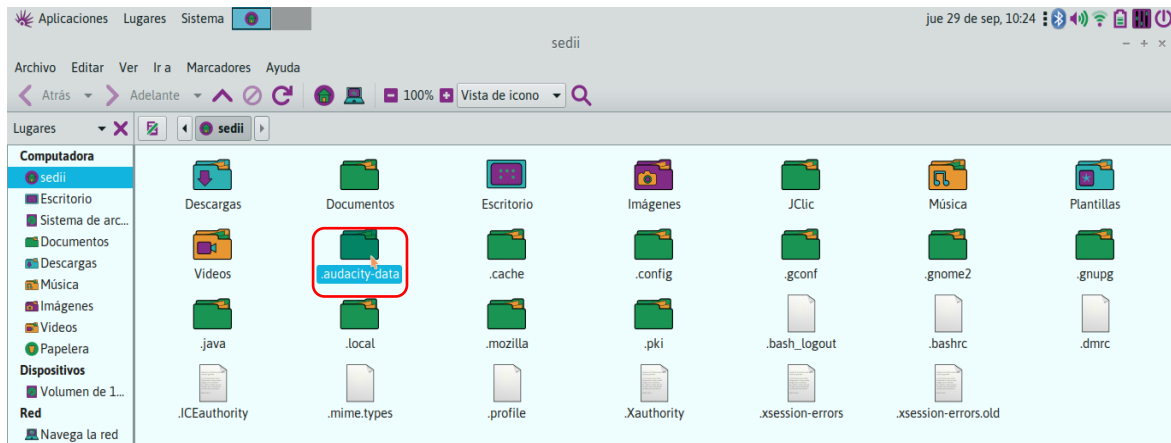 Aplicaciones Lugares Sistema jue 29 de sep, 10:24
sedii
Archivo Editar Ver Ir a Marcadores Ayuda
Atrás Adelante 100% Vista de icono
Lugares sedii
Computadora
sedii
Escritorio
Sistema de arc...
Documentos
Descargas
Música
Imágenes
Videos
Papelera
Dispositivos
Volumen de 1...
Red
Navega la red
Descargas Documentos Escritorio Imágenes JClic Música Plantillas
Videos .audacity-data .cache .config .gconf .gnome2 .gnupg
.java .local .mozilla .pki .bash_logout .bashrc .dmrc
.ICEauthority .mime.types .profile .Xauthority .xsession-errors .xsession-errors.old